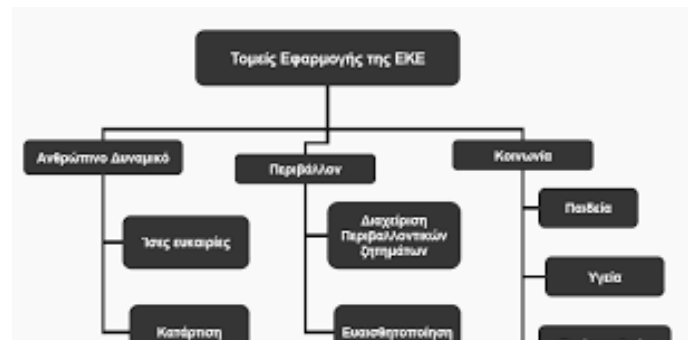 Τομείς Εφαρμογής της ΕΚΕ
Ανθρώπινο Δυναμικό
Περιβάλλον
Κοινωνία
Ίσες ευκαιρίες
Διαχείριση
Περιβαλλοντικών
ζητημάτων
Παιδεία
Υγεία
Κατάρτιση
Ευαισθητοποίηση